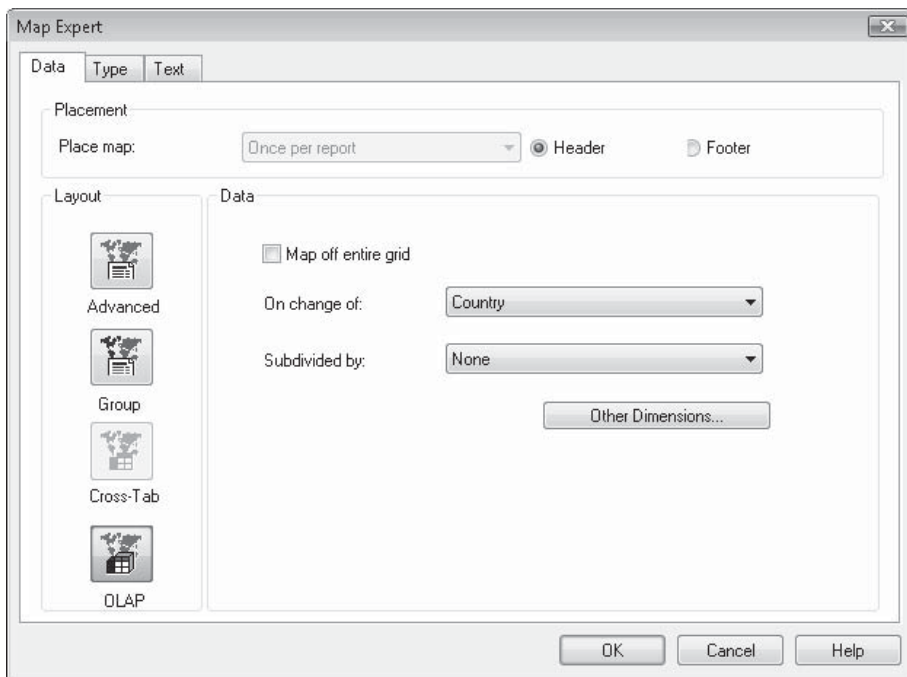 Map Expert
Data Type Text
Placement
Place map: Once per report Header Footer
Layout
Advanced
Group
Cross-Tab
OLAP
Data
Map off entire grid
On change of: Country
Subdivided by: None
Other Dimensions...
OK Cancel Help